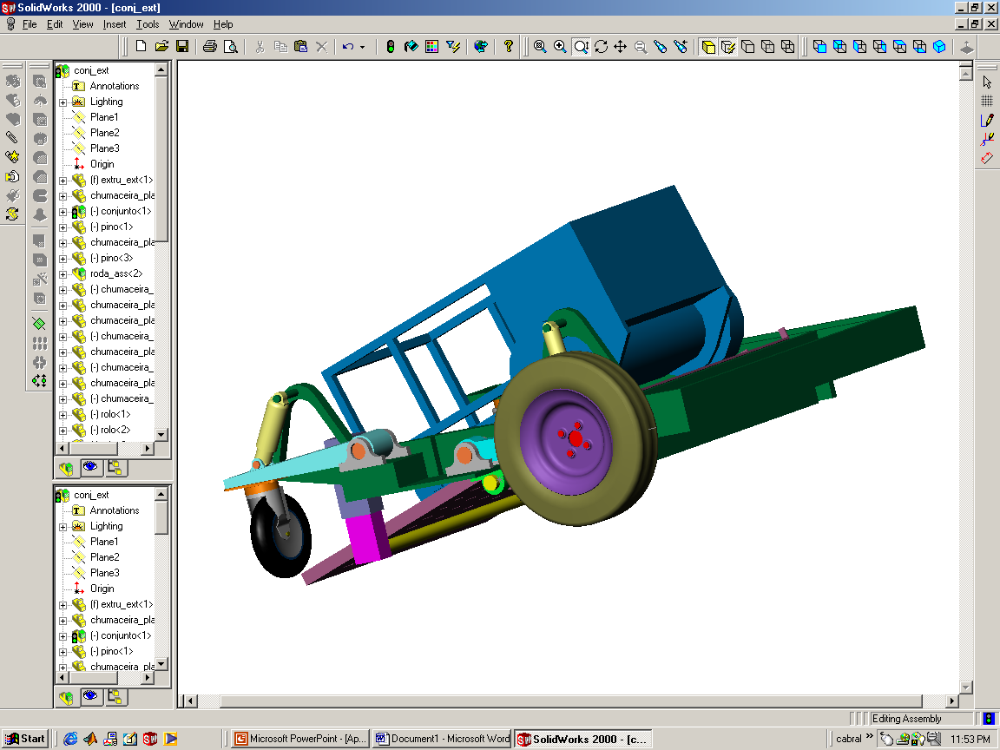 SolidWorks 2000 - [conj_ext]
File Edit View Insert Tools Window Help
conj_ext
Annotations
Lighting
Plane1
Plane2
Plane3
Origin
(f) extru_ext<1>
chumaceira_pla
(-) conjunto<1>
(-) pino<1>
chumaceira_pla
(-) pino<3>
roda_ass<2>
(-) chumaceira_
chumaceira_pla
chumaceira_pla
(-) chumaceira_
chumaceira_pla
(-) chumaceira_
chumaceira_pla
(-) chumaceira_
(-) rolo<1>
(-) rolo<2>
conj_ext
Annotations
Lighting
Plane1
Plane2
Plane3
Origin
(f) extru_ext<1>
chumaceira_pla
(-) conjunto<1>
(-) pino<1>
chumaceira_pla
Editing Assembly
Start
Microsoft PowerPoint - [Ap...
Document1 - Microsoft Word
SolidWorks 2000 - [c...
cabral »
11:53 PM